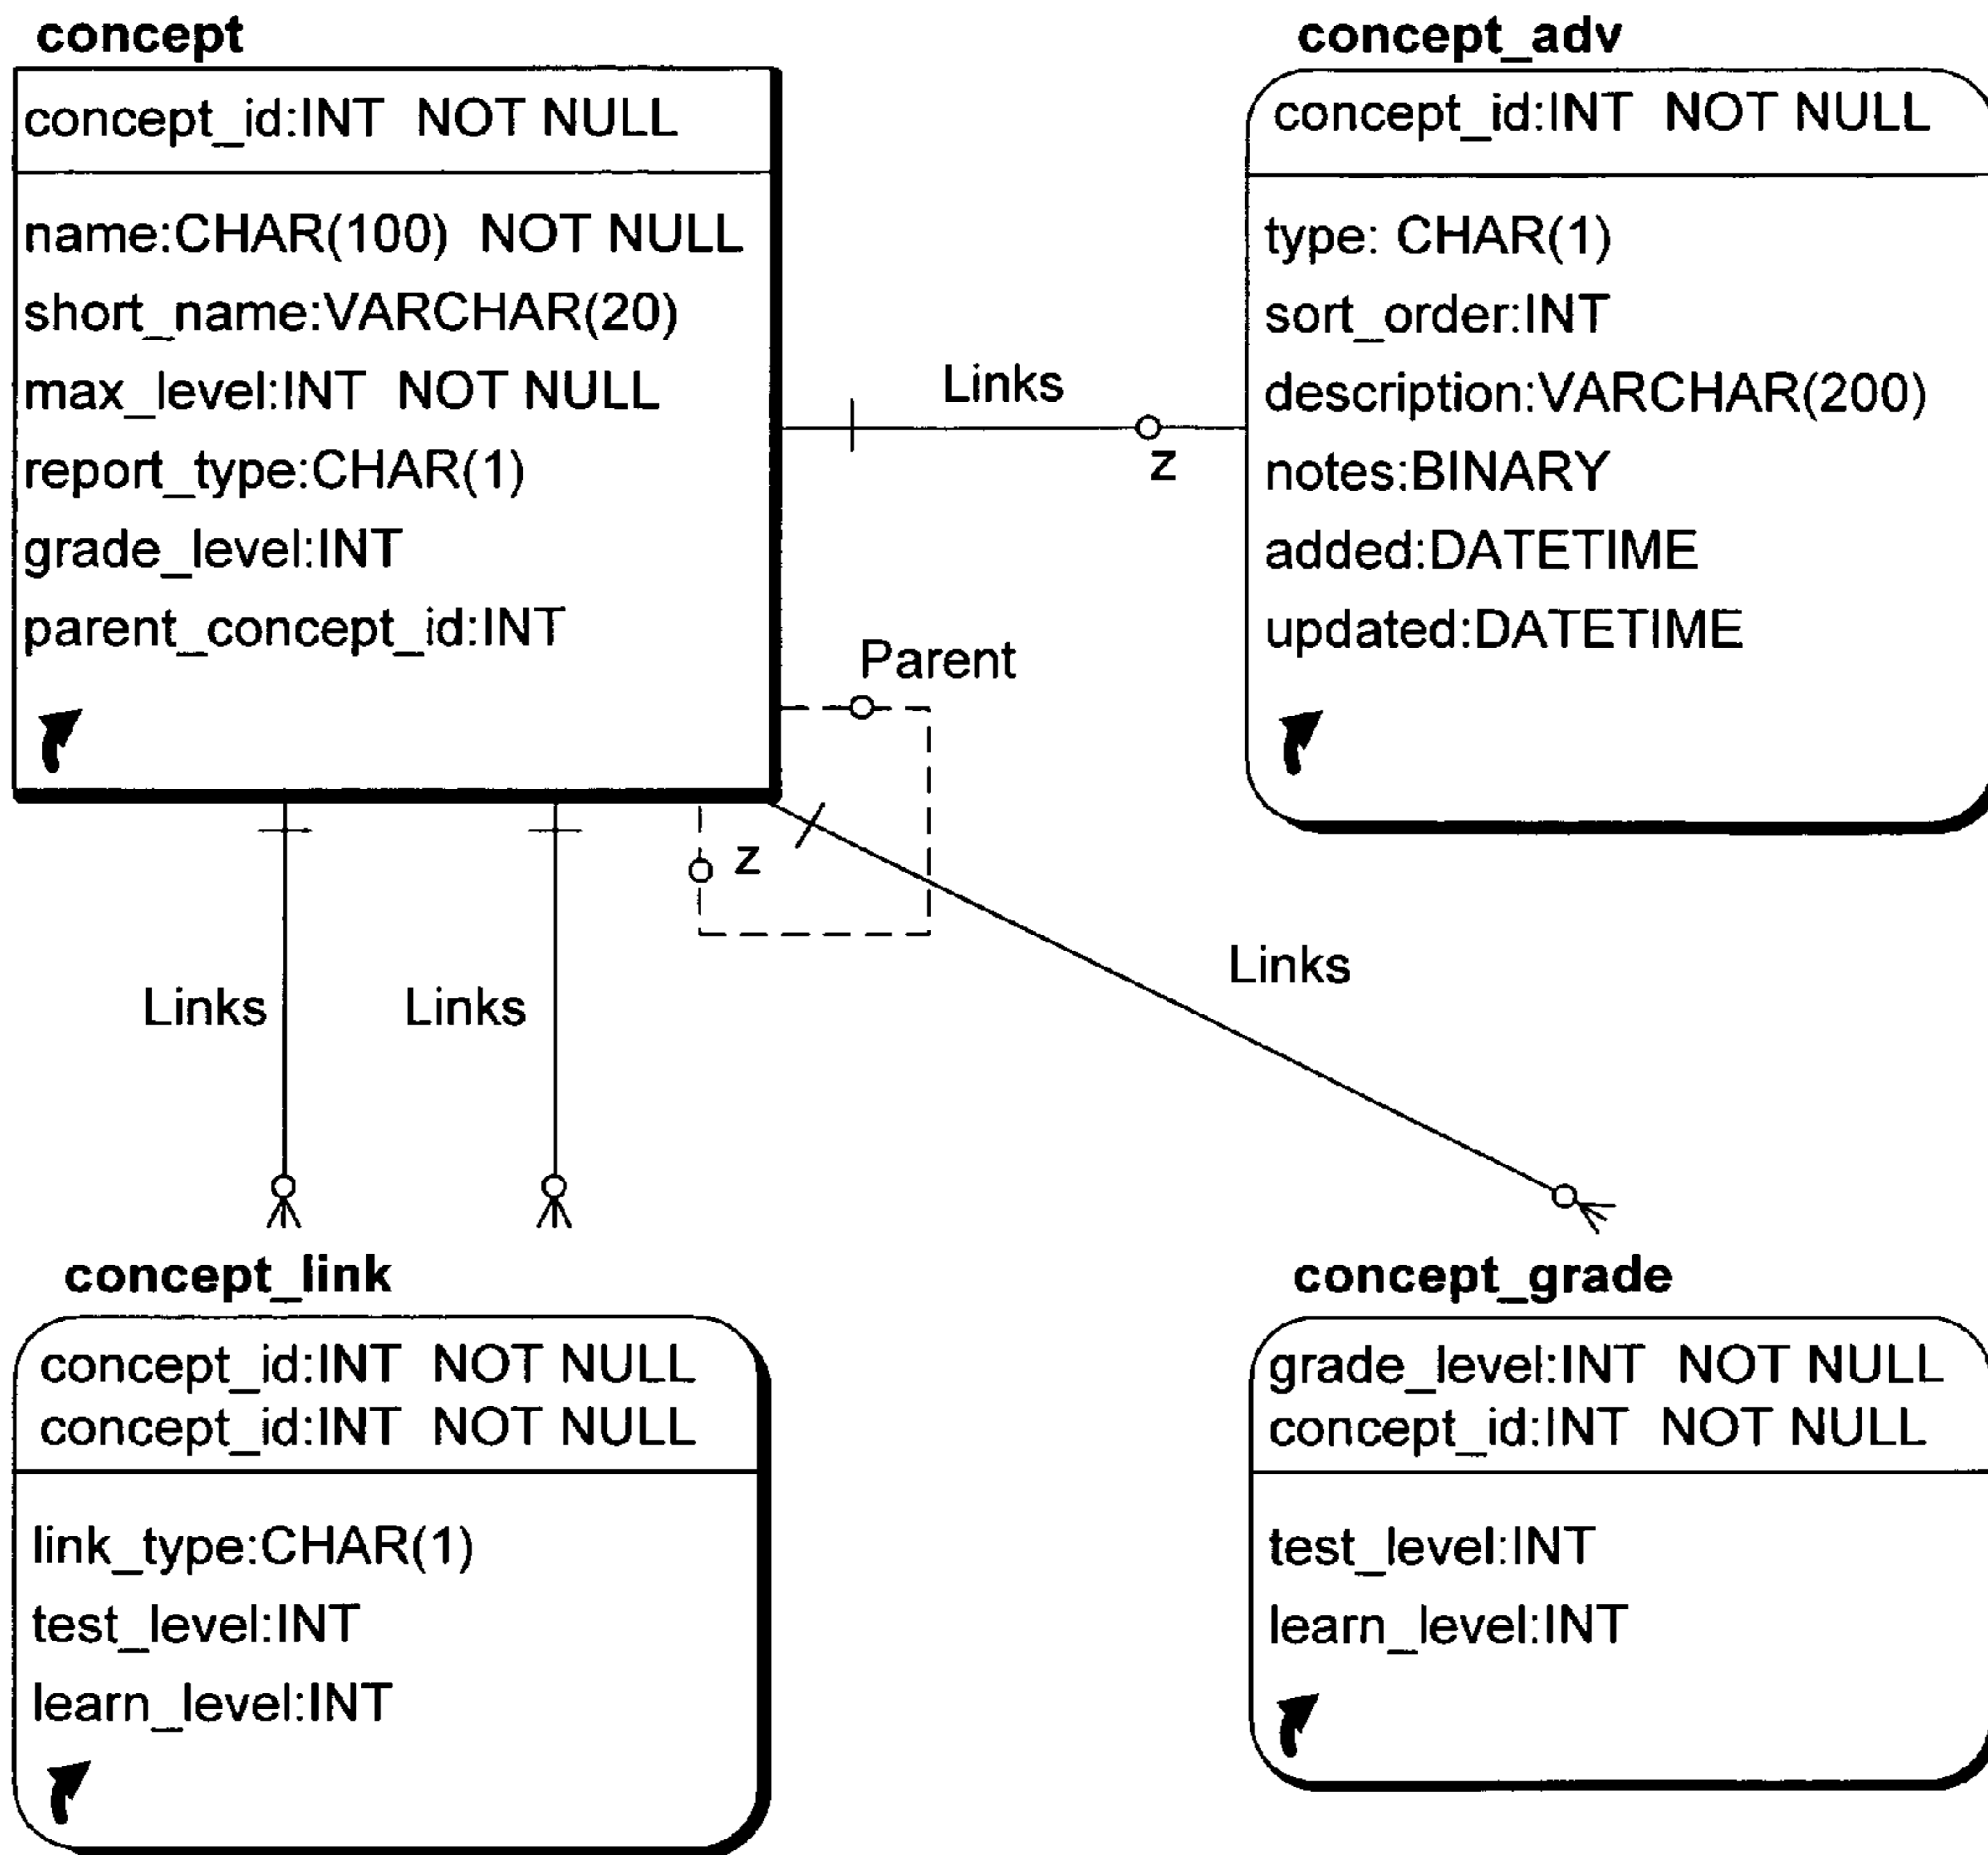 concept
concept_id:INT  NOT NULL
name:CHAR(100)  NOT NULL
short_name:VARCHAR(20)
max_level:INT  NOT NULL
report_type:CHAR(1)
grade_level:INT
parent_concept_id:INT
concept_adv
concept_id:INT  NOT NULL
type: CHAR(1)
sort_order:INT
description:VARCHAR(200)
notes:BINARY
added:DATETIME
updated:DATETIME
Links
z
Parent
z
Links
Links
Links
concept_link
concept_id:INT  NOT NULL
concept_id:INT  NOT NULL
link_type:CHAR(1)
test_level:INT
learn_level:INT
concept_grade
grade_level:INT  NOT NULL
concept_id:INT  NOT NULL
test_level:INT
learn_level:INT